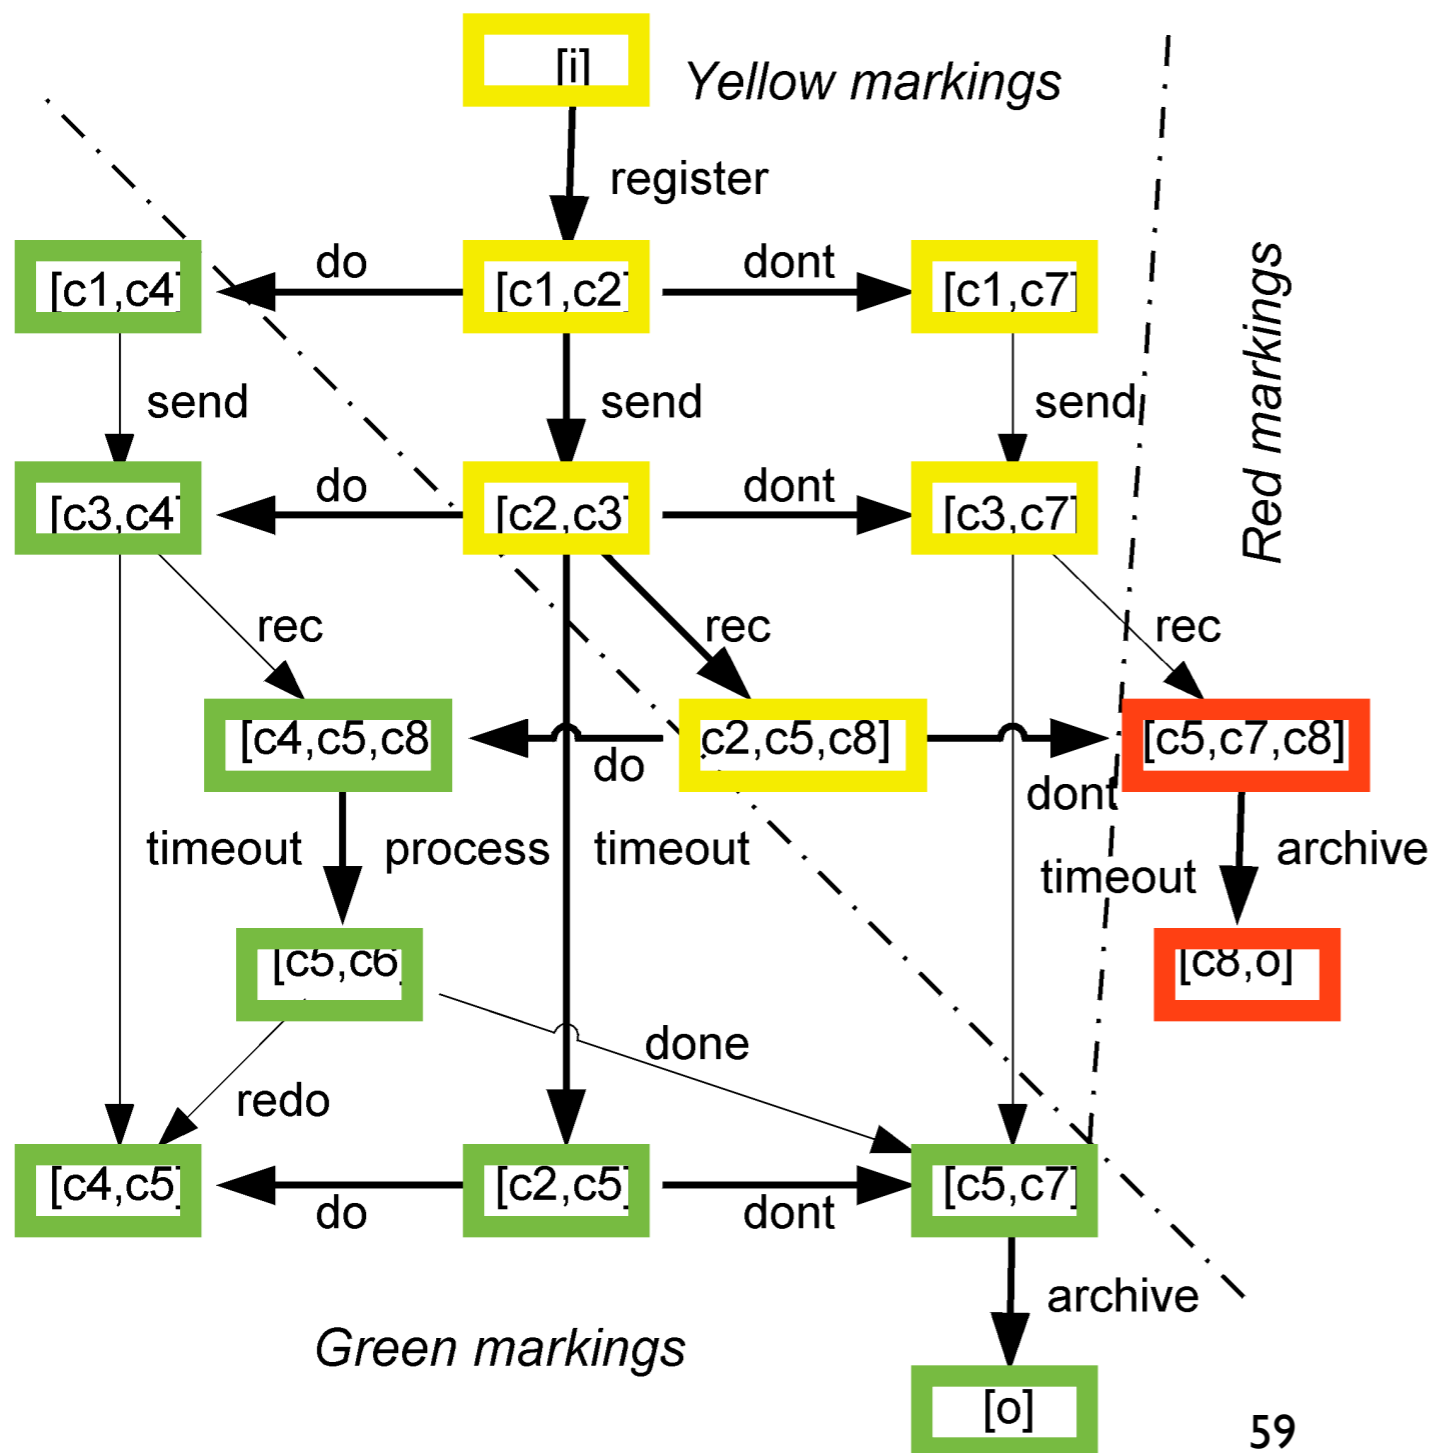 [i]
Yellow markings
register
do
dont
[c1,c4]
[c1,c2]
[c1,c7]
Red markings
send
send
send
do
dont
[c3,c4]
[c2,c3]
[c3,c7]
rec
rec
rec
[c4,c5,c8
c2,c5,c8]
[c5,c7,c8]
do
dont
timeout
process
timeout
timeout
archive
[c5,c6]
[c8,o]
done
redo
[c4,c5]
[c2,c5]
[c5,c7]
do
dont
archive
Green markings
[o]
59